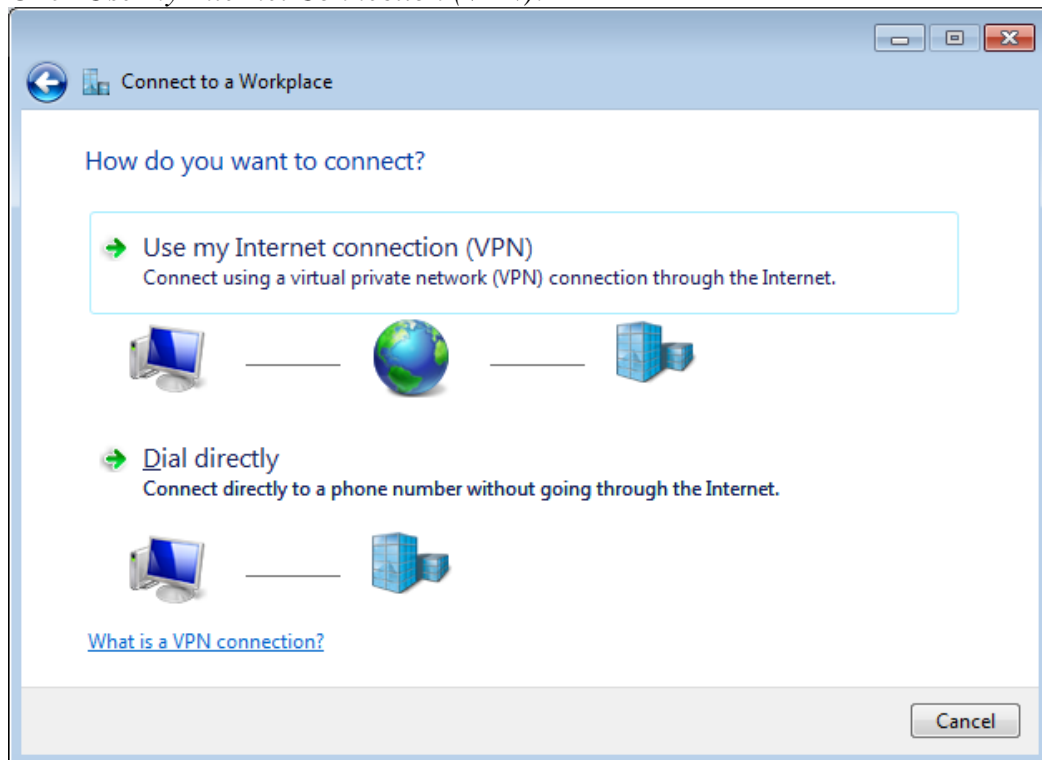 Connect to a Workplace
How do you want to connect?
Use my Internet connection (VPN)
Connect using a virtual private network (VPN) connection through the Internet.
Dial directly
Connect directly to a phone number without going through the Internet.
What is a VPN connection?
Cancel